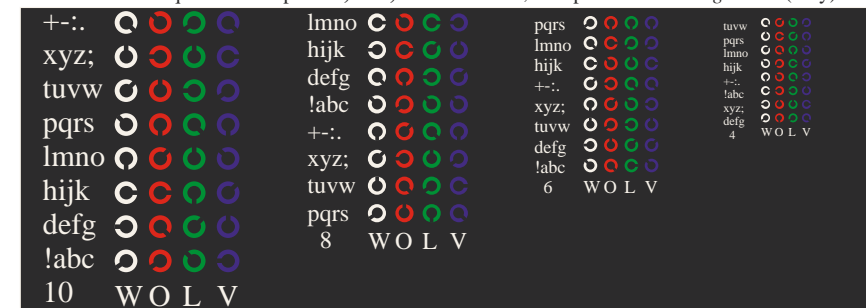 +-:.
xyz;
tuvw
pqrs
lmno
hijk
defg
!abc
10 W O L V
lmno
hijk
defg
!abc
+-:.
xyz;
tuvw
pqrs
8 W O L V
pqrs
lmno
hijk
+-:.
xyz;
tuvw
defg
!abc
6 W O L V
tuvw
pqrs
lmno
hijk
+-:.
!abc
xyz;
defg
4 W O L V